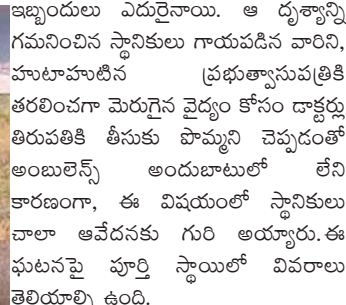 ఇబ్బందులు ఎదురైనాయి. ఆ దృశ్యాన్ని
గమనించిన స్థానికులు గాయపడిన వారిని,
హుటాహుటిన ప్రభుత్వాసుపత్రికి
తరలించగా మెరుగైన వైద్యం కోసం డాక్టర్లు
తిరుపతికి తీసుకు పొమ్మని చెప్పడంతో
అంబులెన్స్ అందుబాటులో లేని
కారణంగా, ఈ విషయంలో స్థానికులు
చాలా ఆవేదనకు గురి అయ్యారు.ఈ
ఘటనపై పూర్తి స్థాయిలో వివరాలు
తెలియాల్సి ఉంది.